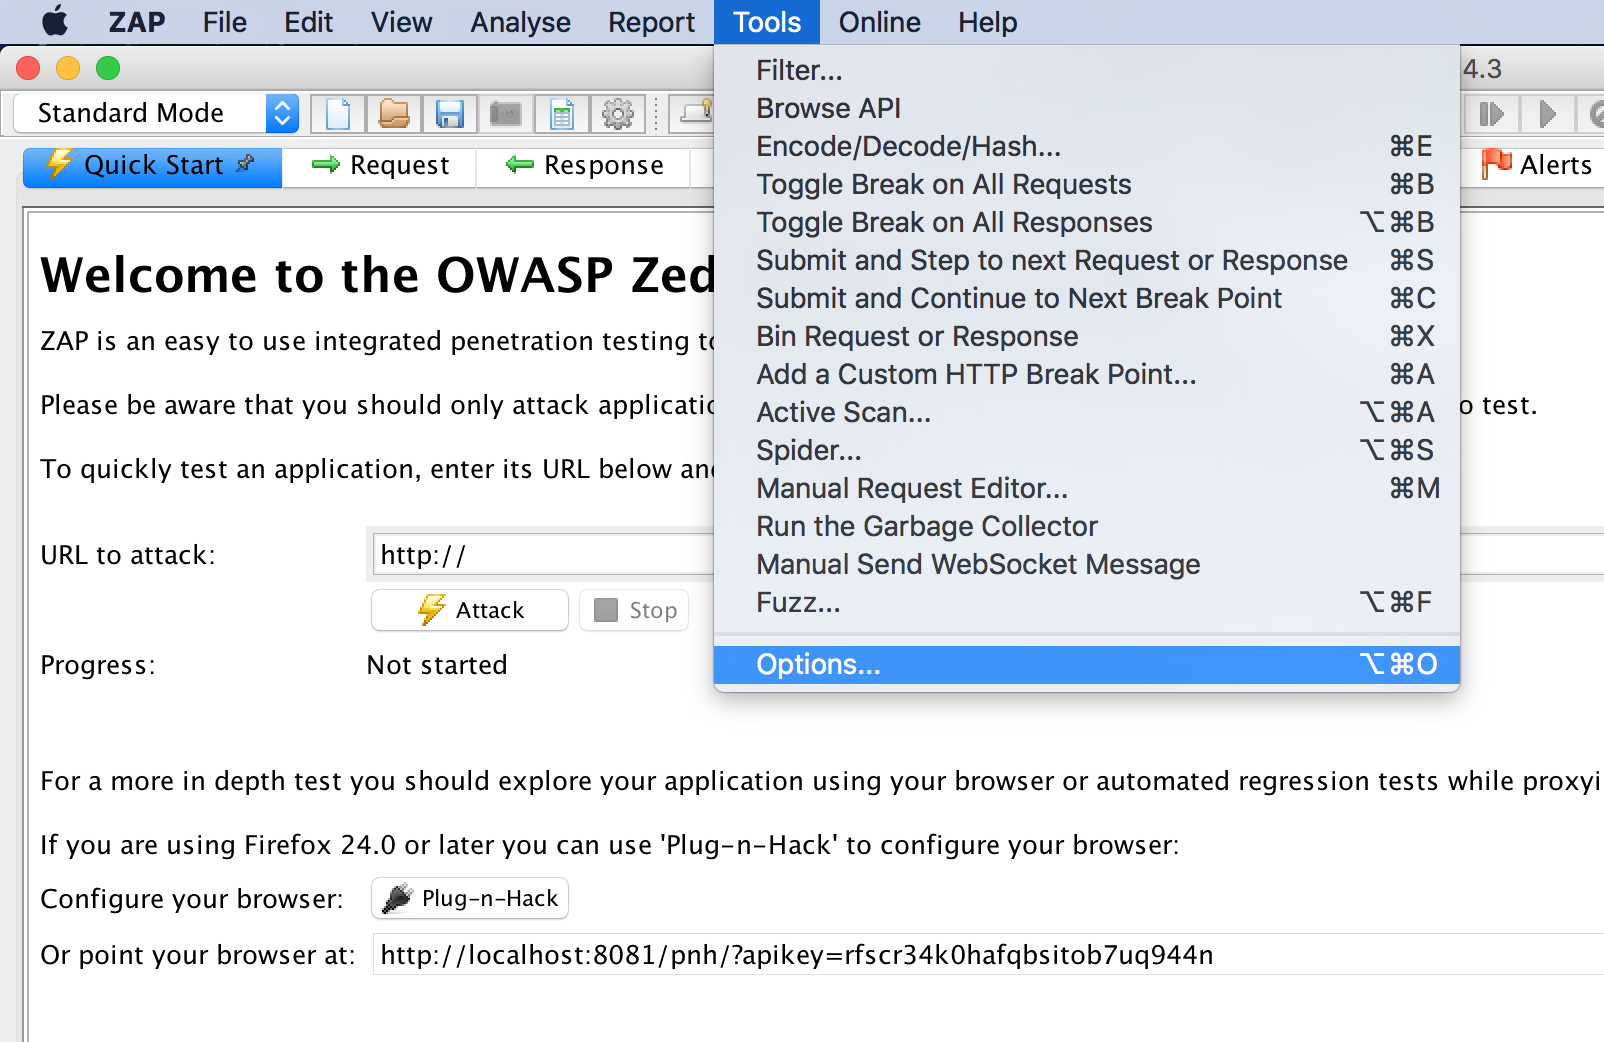 ZAP File Edit View Analyse Report Tools Online Help
4.3
Standard Mode
Quick Start Request Response Alerts
Filter...
Browse API
Encode/Decode/Hash... ⌘E
Toggle Break on All Requests ⌘B
Toggle Break on All Responses ⌥⌘B
Submit and Step to next Request or Response ⌘S
Submit and Continue to Next Break Point ⌘C
Bin Request or Response ⌘X
Add a Custom HTTP Break Point... ⌘A
Active Scan... ⌥⌘A
Spider... ⌥⌘S
Manual Request Editor... ⌘M
Run the Garbage Collector
Manual Send WebSocket Message
Fuzz... ⌥⌘F
Options... ⌥⌘O
Welcome to the OWASP Zed
ZAP is an easy to use integrated penetration testing
Please be aware that you should only attack test.
To quickly test an application, enter its URL below
URL to attack: http://
Attack Stop
Progress: Not started
For a more in depth test you should explore your application using your browser or automated regression tests while
If you are using Firefox 24.0 or later you can use 'Plug-n-Hack' to configure your browser:
Configure your browser: Plug-n-Hack
Or point your browser at: http://localhost:8081/pnh/?apikey=rfscr34k0hafqbsitob7uq944n